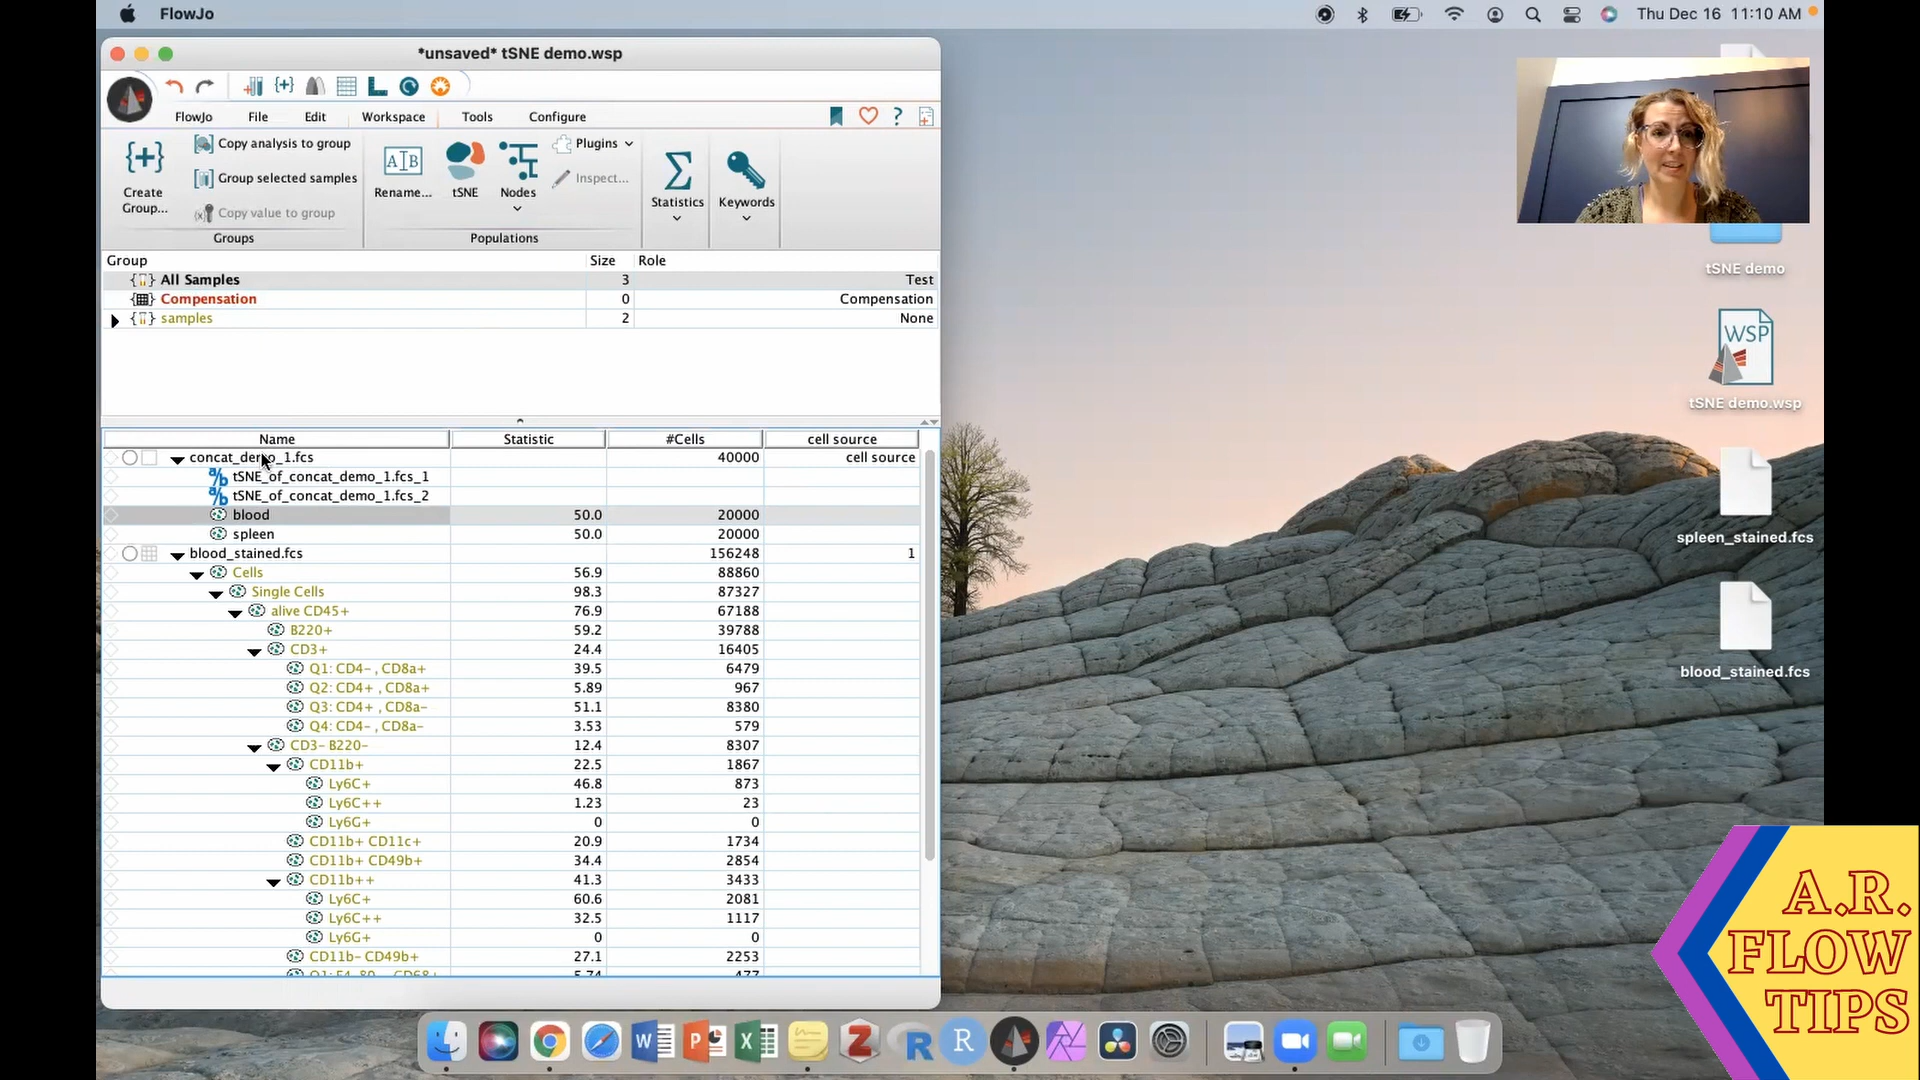 FlowJo
Thu Dec 16 11:10 AM
*unsaved* tSNE demo.wsp
FlowJo File Edit Workspace Tools Configure
Create Group...
Copy analysis to group
Group selected samples
Copy value to group
Groups
Rename...
tSNE
Nodes
Plugins
Inspect...
Populations
Statistics
Keywords
Group Size Role
All Samples 3 Test
Compensation 0 Compensation
samples 2 None
Name Statistic #Cells cell source
concat_demo_1.fcs 40000 cell source
tSNE_of_concat_demo_1.fcs_1
tSNE_of_concat_demo_1.fcs_2
blood 50.0 20000
spleen 50.0 20000
blood_stained.fcs 156248 1
Cells 56.9 88860
Single Cells 98.3 87327
alive CD45+ 76.9 67188
B220+ 59.2 39788
CD3+ 24.4 16405
Q1: CD4- , CD8a+ 39.5 6479
Q2: CD4+ , CD8a+ 5.89 967
Q3: CD4+ , CD8a- 51.1 8380
Q4: CD4- , CD8a- 3.53 579
CD3- B220- 12.4 8307
CD11b+ 22.5 1867
Ly6C+ 46.8 873
Ly6C++ 1.23 23
Ly6G+ 0 0
CD11b+ CD11c+ 20.9 1734
CD11b+ CD49b+ 34.4 2854
CD11b++ 41.3 3433
Ly6C+ 60.6 2081
Ly6C++ 32.5 1117
Ly6G+ 0 0
CD11b- CD49b+ 27.1 2253
tSNE demo
WSP
tSNE demo.wsp
spleen_stained.fcs
blood_stained.fcs
A.R.
FLOW
TIPS